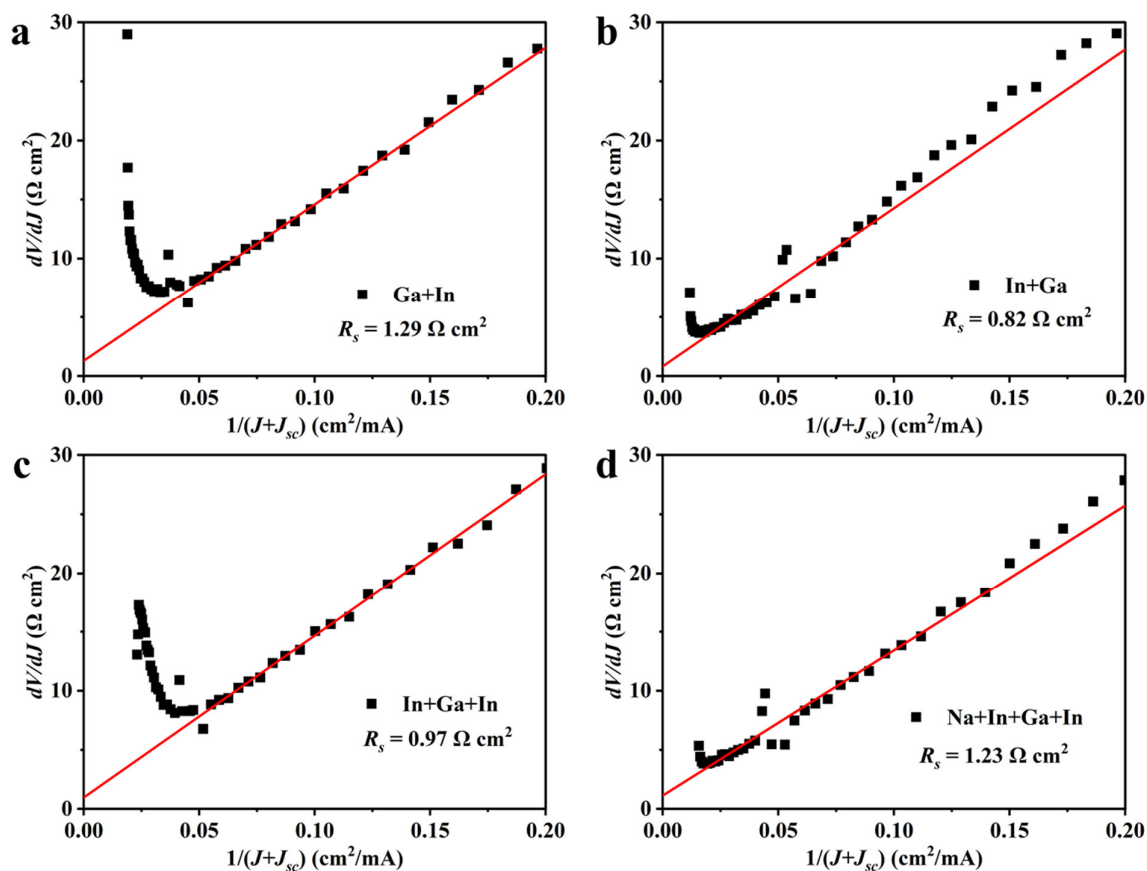 a
30
20
10
0
dV/dJ (Ω cm²)
Ga+In
Rs = 1.29 Ω cm²
0.00 0.05 0.10 0.15 0.20
1/(J+Jsc) (cm²/mA)
b
30
20
10
0
dV/dJ (Ω cm²)
In+Ga
Rs = 0.82 Ω cm²
0.00 0.05 0.10 0.15 0.20
1/(J+Jsc) (cm²/mA)
c
30
20
10
0
dV/dJ (Ω cm²)
In+Ga+In
Rs = 0.97 Ω cm²
0.00 0.05 0.10 0.15 0.20
1/(J+Jsc) (cm²/mA)
d
30
20
10
0
dV/dJ (Ω cm²)
Na+In+Ga+In
Rs = 1.23 Ω cm²
0.00 0.05 0.10 0.15 0.20
1/(J+Jsc) (cm²/mA)